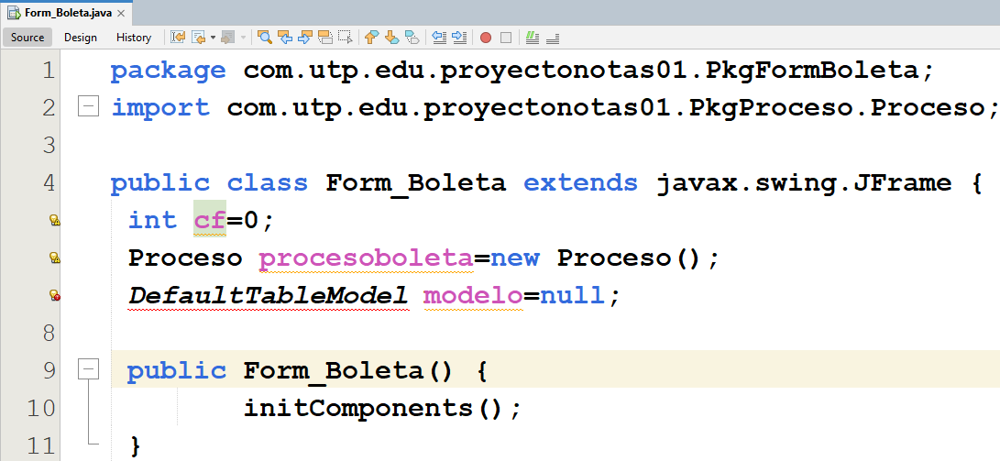 Form_Boleta.java
Source Design History
1 package com.utp.edu.proyectonotas01.PkgFormBoleta;
2 import com.utp.edu.proyectonotas01.PkgProceso.Proceso;
3
4 public class Form_Boleta extends javax.swing.JFrame {
int cf=0;
Proceso procesoboleta=new Proceso();
DefaultTableModel modelo=null;
8
9 public Form_Boleta() {
10 initComponents();
11 }